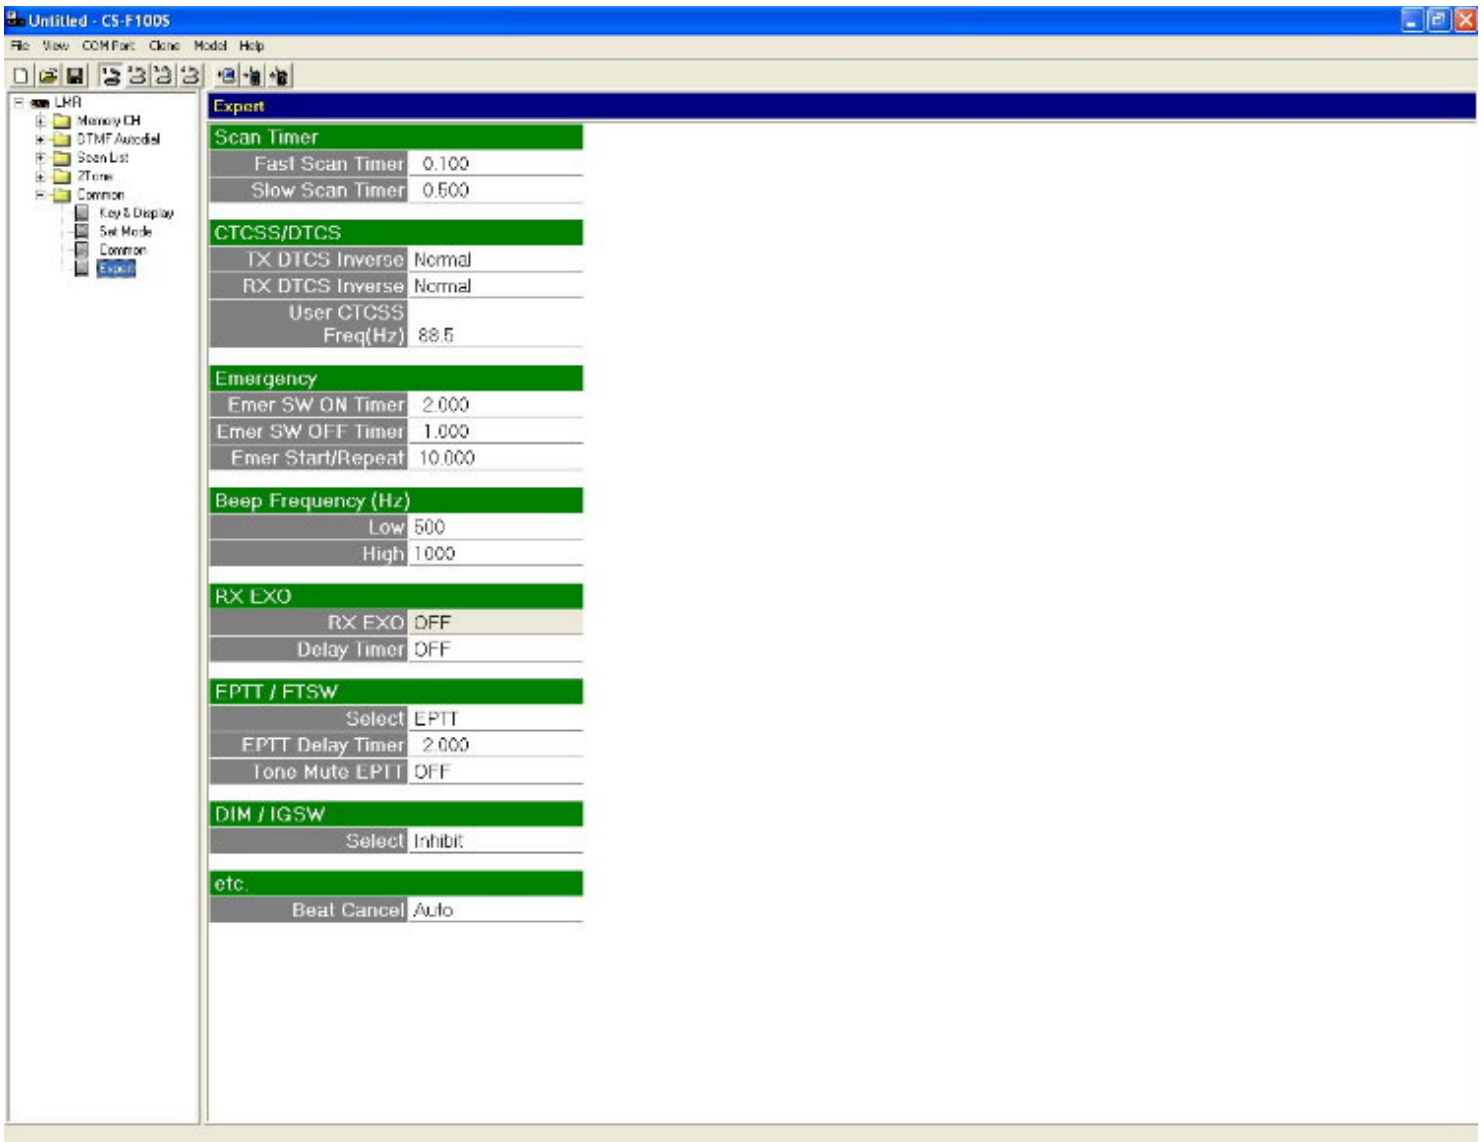 Untitled - CS-F100S
File View COM Port Clone Model Help
LMR
Memory CH
DTMF Autodial
Scan List
2Tone
Common
Key & Display
Set Mode
Common
Expert
Expert
Scan Timer
Fast Scan Timer 0.100
Slow Scan Timer 0.500
CTCSS/DTCS
TX DTCS Inverse Normal
RX DTCS Inverse Normal
User CTCSS
Freq(Hz) 88.5
Emergency
Emer SW ON Timer 2.000
Emer SW OFF Timer 1.000
Emer Start/Repeat 10.000
Beep Frequency (Hz)
Low 500
High 1000
RX EXO
RX EXO OFF
Delay Timer OFF
EPTT / FTSW
Select EPTT
EPTT Delay Timer 2.000
Tone Mute EPTT OFF
DIM / IGSW
Select Inhibit
etc.
Beat Cancel Auto